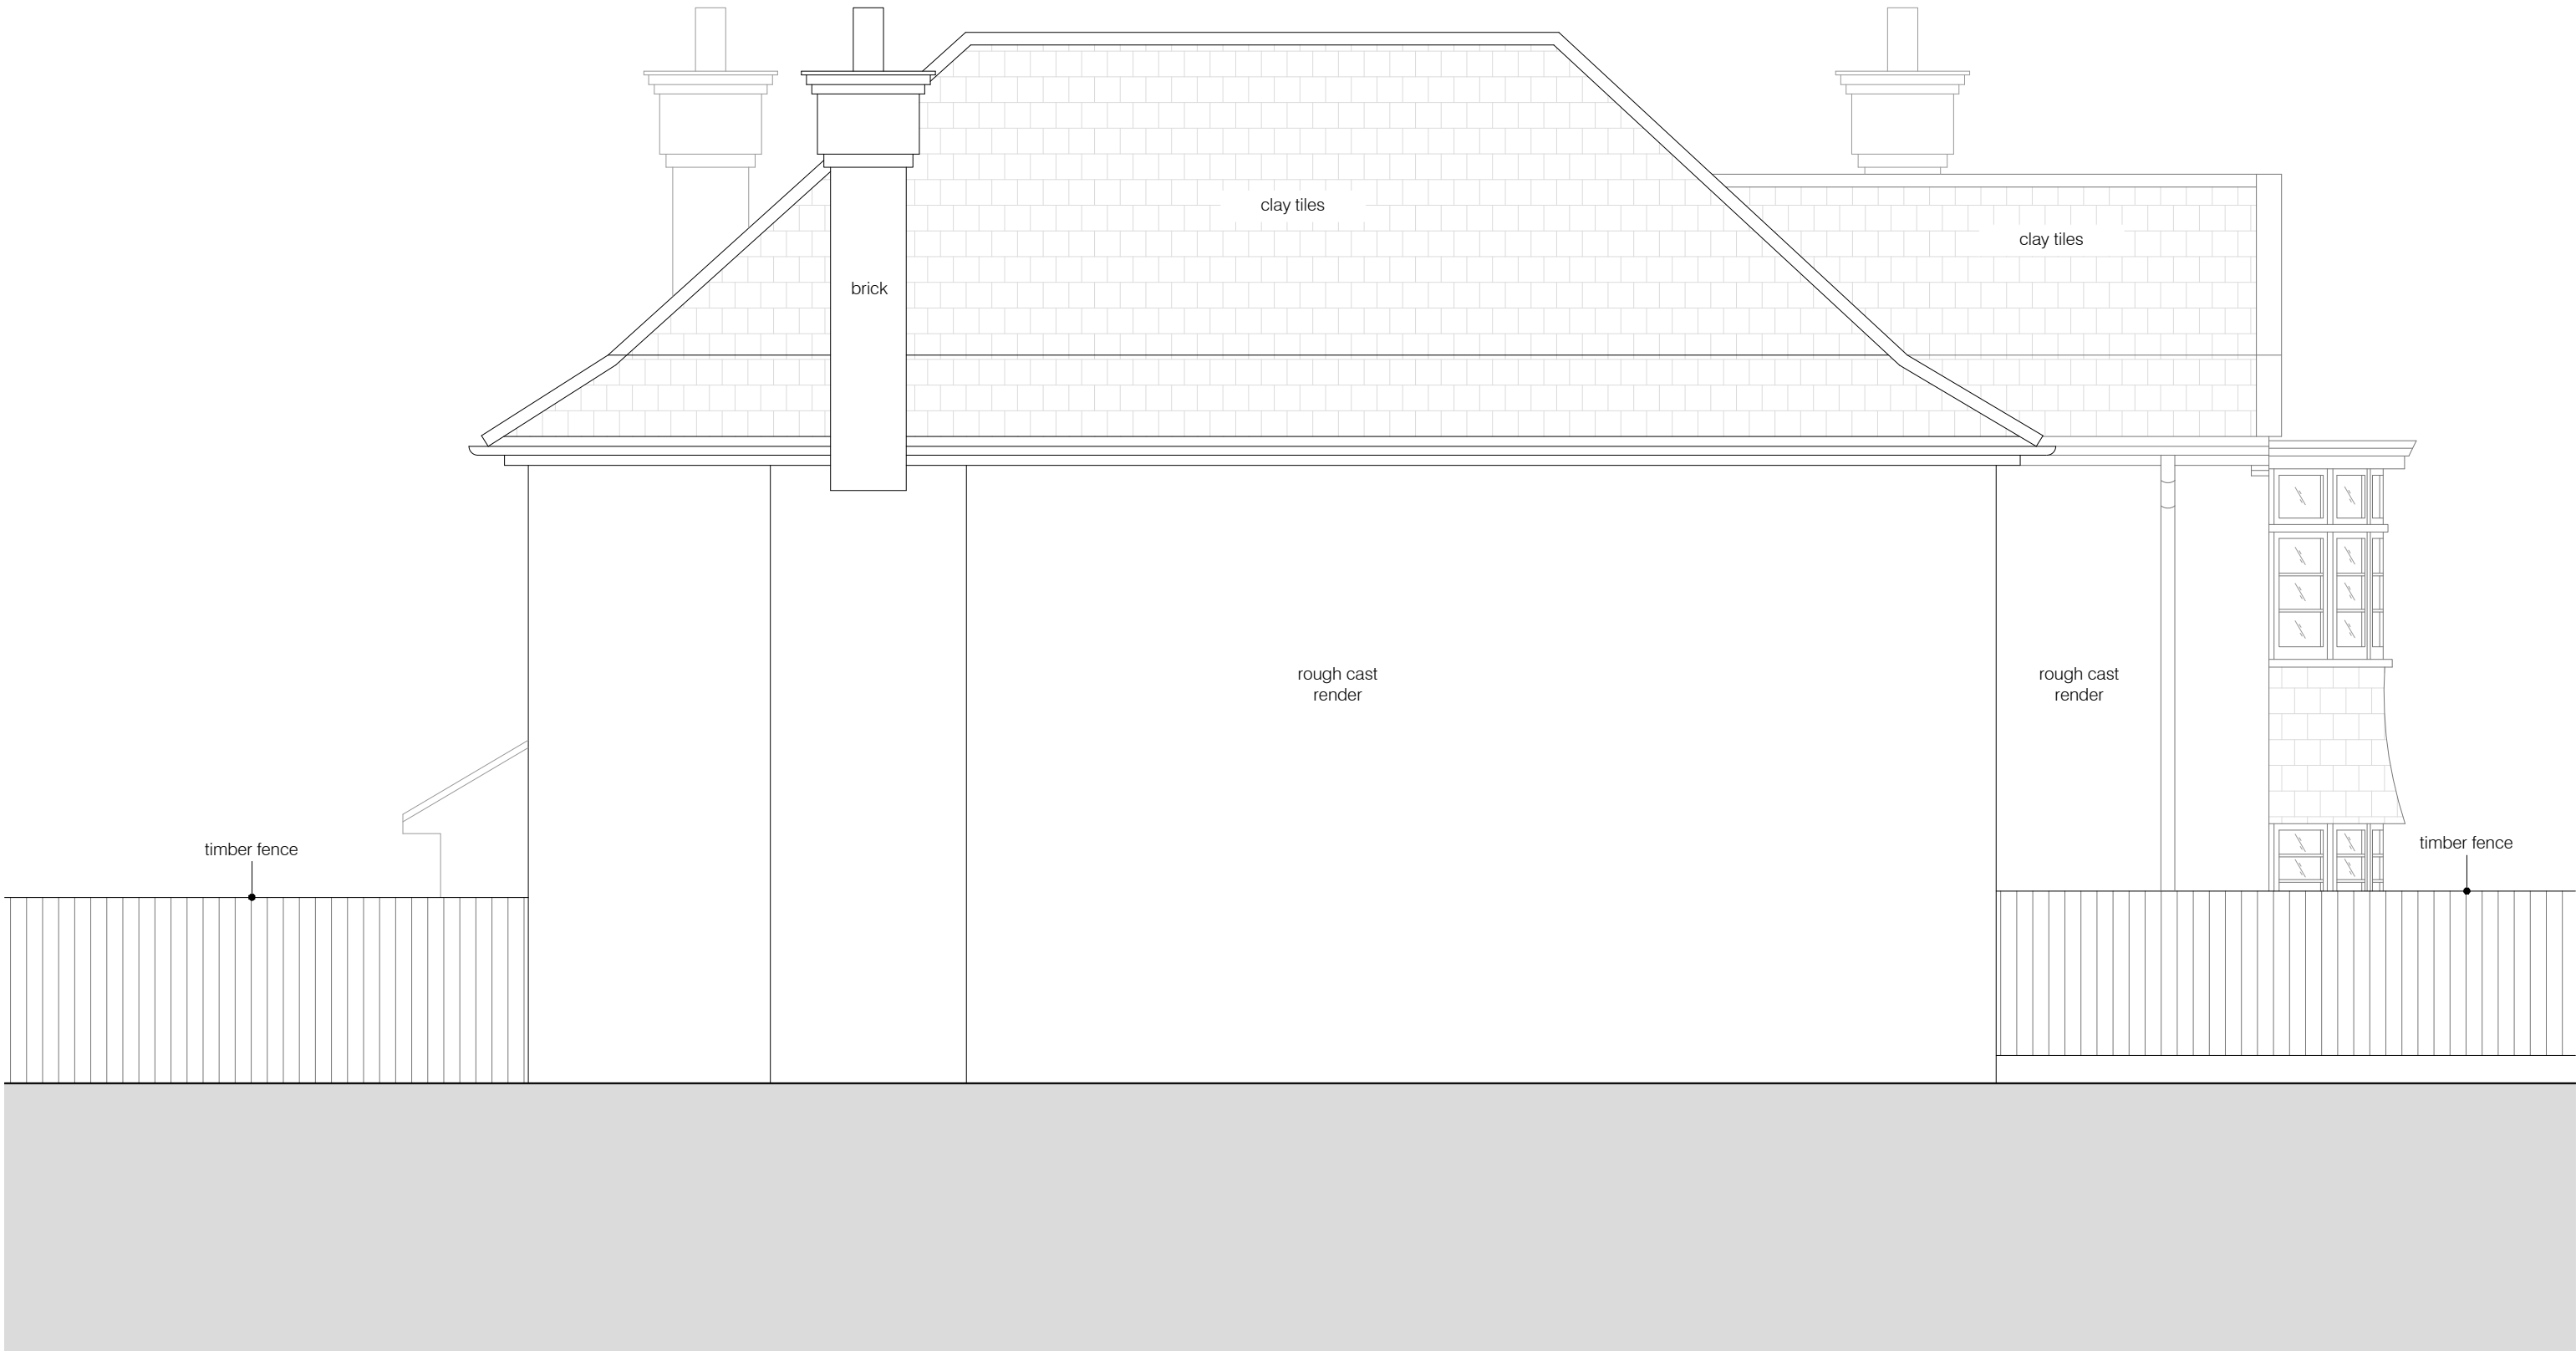 clay tiles
clay tiles
brick
rough cast
render
rough cast
render
timber fence
timber fence